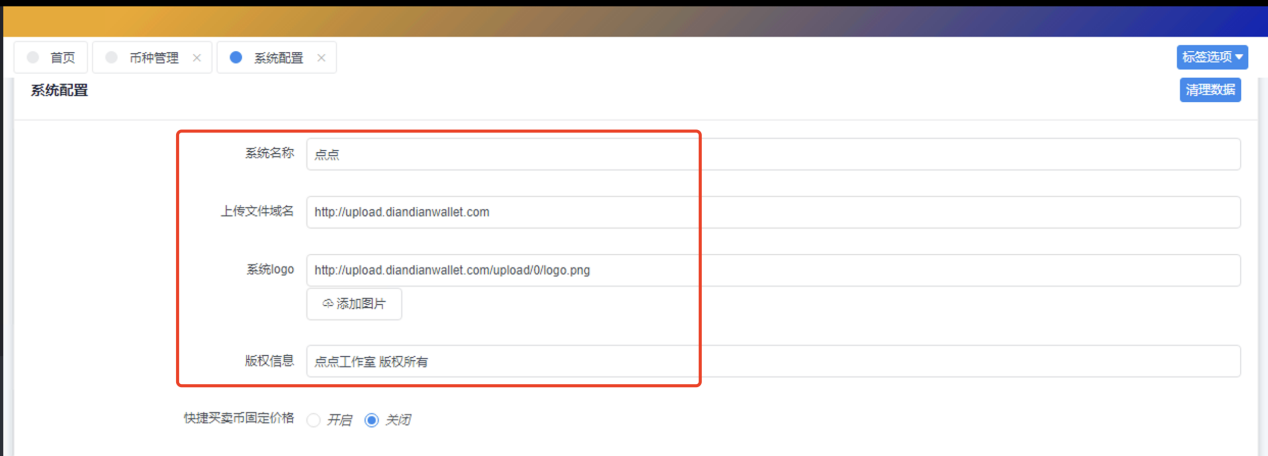 首页 币种管理 系统配置 标签选项
系统配置 清理数据
系统名称 点点
上传文件域名 http://upload.diandianwallet.com
系统logo http://upload.diandianwallet.com/upload/0/logo.png
添加图片
版权信息 点点工作室 版权所有
快捷买卖币固定价格 开启 关闭